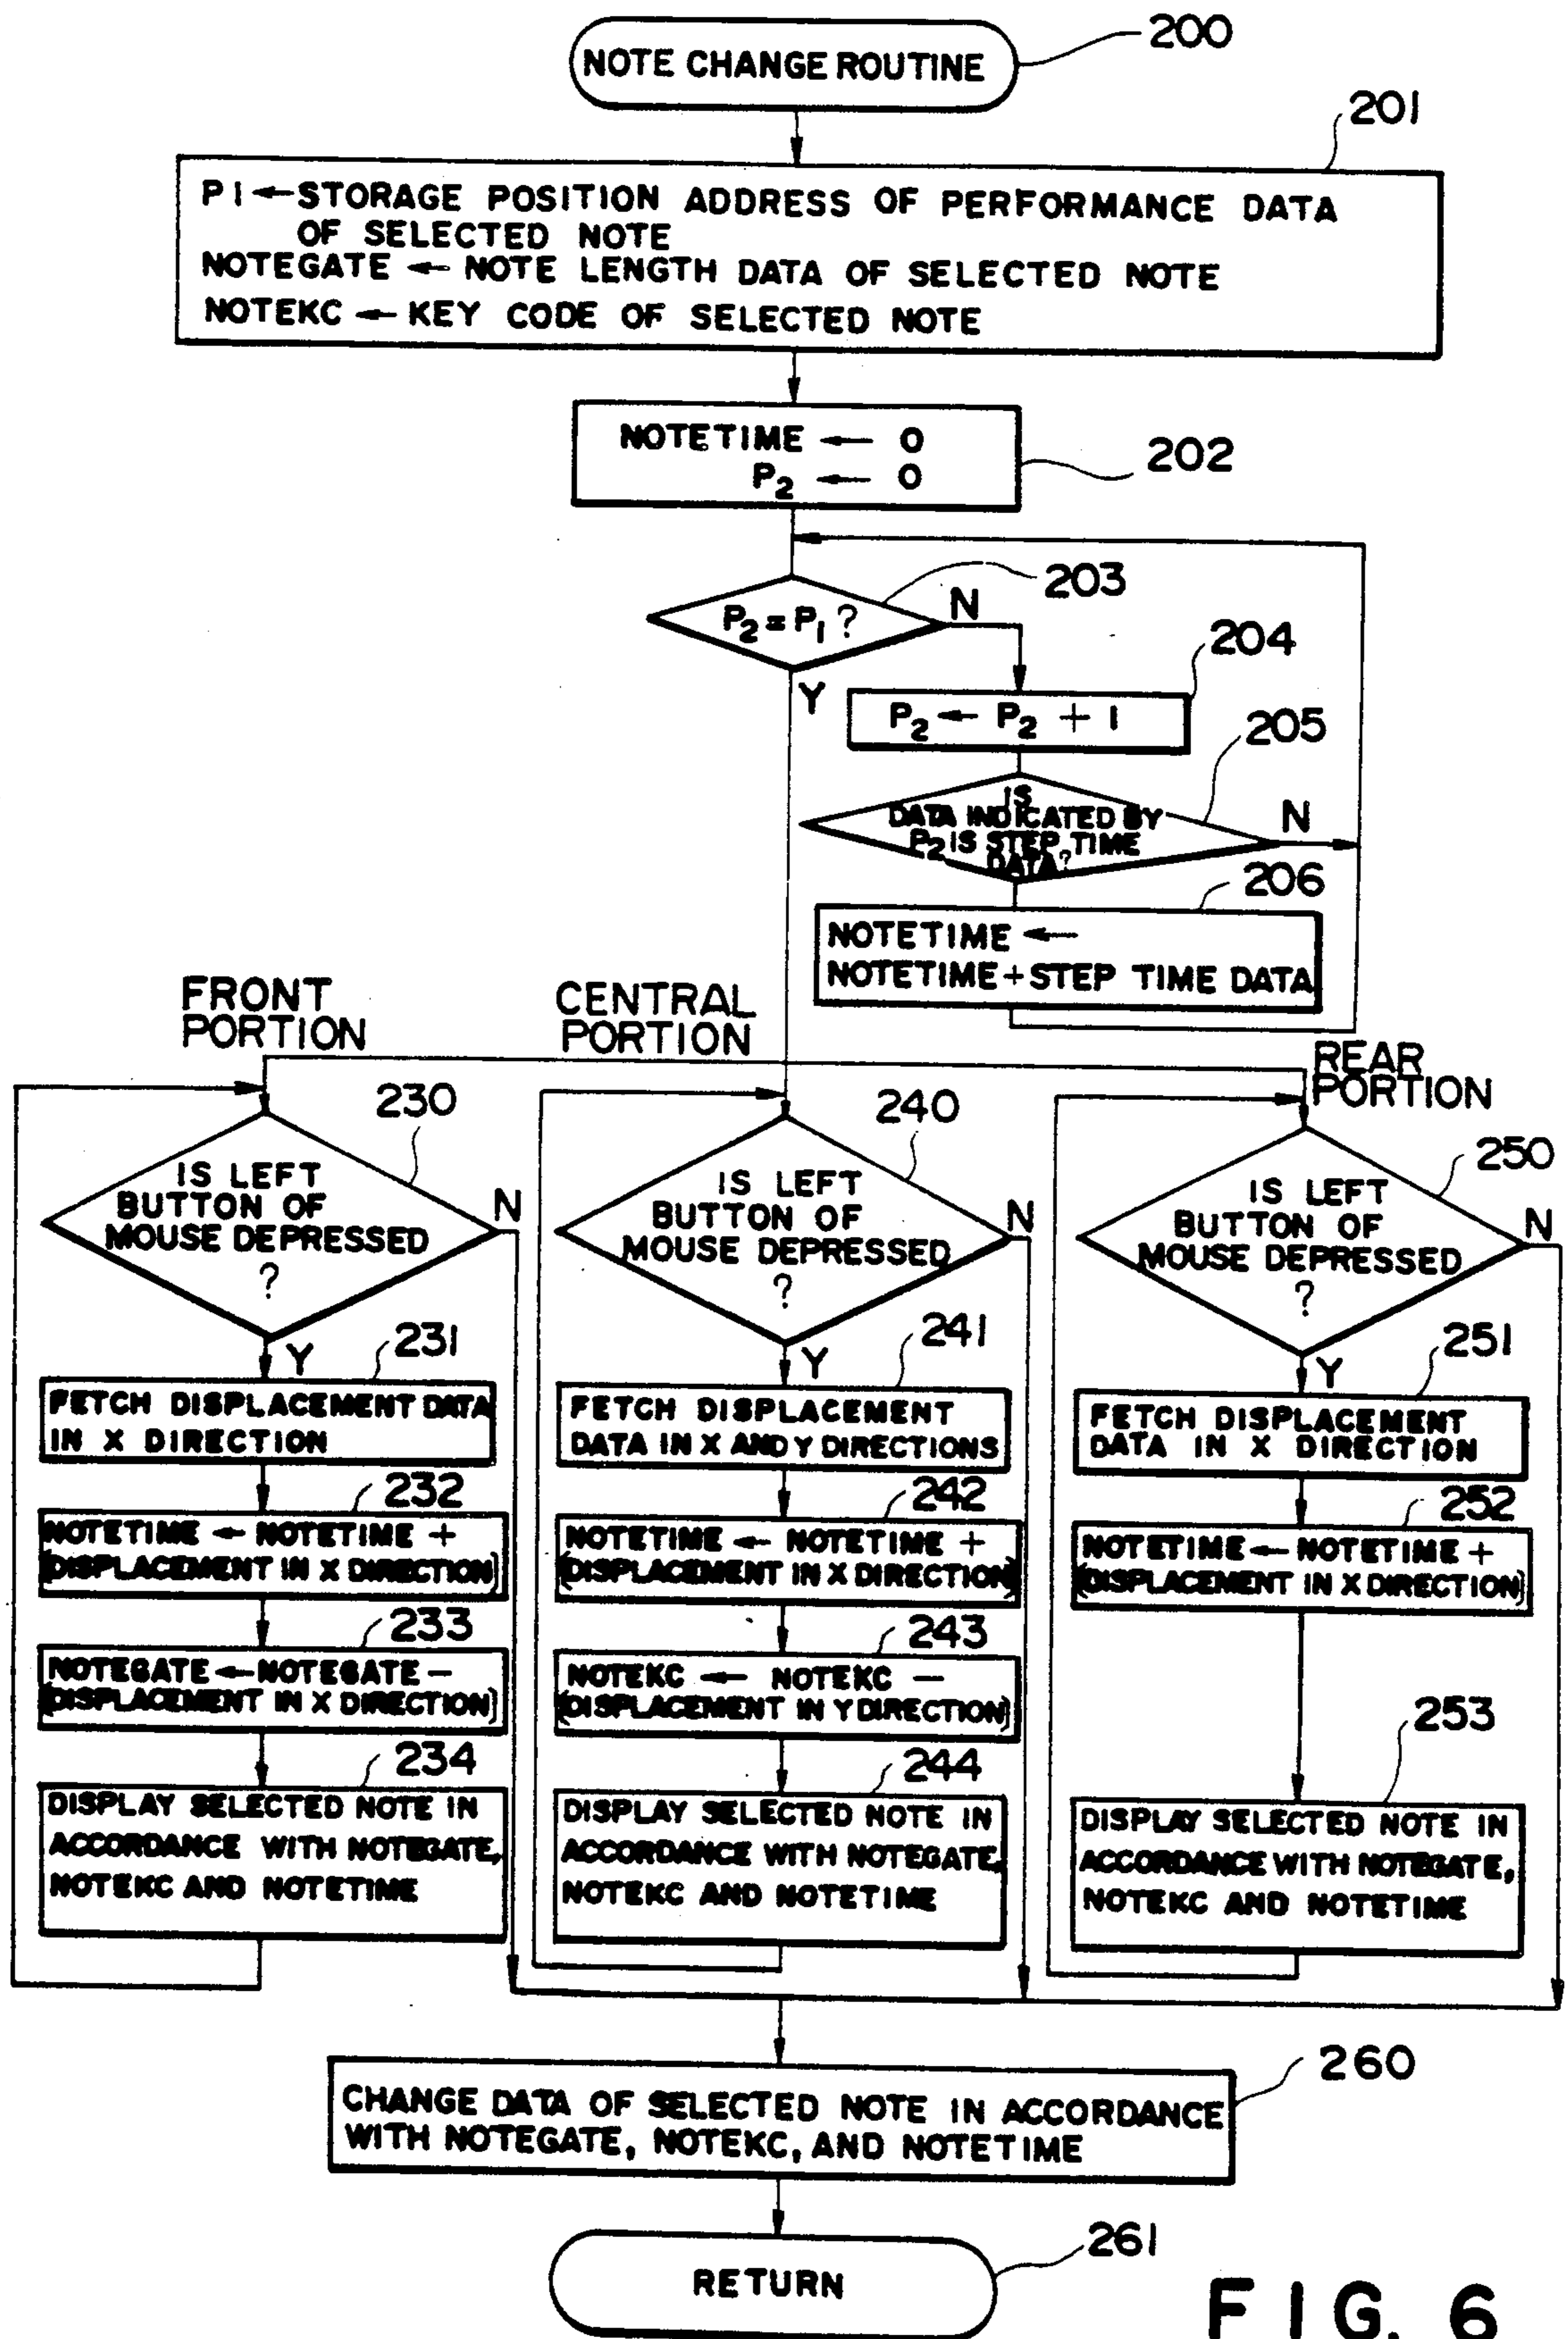 NOTE CHANGE ROUTINE
200
201
P1←STORAGE POSITION ADDRESS OF PERFORMANCE DATA
OF SELECTED NOTE
NOTEGATE ← NOTE LENGTH DATA OF SELECTED NOTE
NOTEKC ← KEY CODE OF SELECTED NOTE
NOTETIME ← 0
P2 ← 0
202
P2 = P1 ?
203
N
Y
204
P2 ← P2 + 1
205
IS
DATA INDICATED BY
P2 IS STEP TIME
DATA?
N
206
NOTETIME ←
NOTETIME + STEP TIME DATA
FRONT
PORTION
CENTRAL
PORTION
REAR
PORTION
230
IS LEFT
BUTTON OF
MOUSE DEPRESSED
?
N
Y
231
FETCH DISPLACEMENT DATA
IN X DIRECTION
232
NOTETIME ← NOTETIME +
(DISPLACEMENT IN X DIRECTION)
233
NOTEGATE ← NOTEGATE −
(DISPLACEMENT IN X DIRECTION)
234
DISPLAY SELECTED NOTE IN
ACCORDANCE WITH NOTEGATE,
NOTEKC AND NOTETIME
240
IS LEFT
BUTTON OF
MOUSE DEPRESSED
?
N
Y
241
FETCH DISPLACEMENT
DATA IN X AND Y DIRECTIONS
242
NOTETIME ← NOTETIME +
(DISPLACEMENT IN X DIRECTION)
243
NOTEKC ← NOTEKC −
(DISPLACEMENT IN Y DIRECTION)
244
DISPLAY SELECTED NOTE IN
ACCORDANCE WITH NOTEGATE,
NOTEKC AND NOTETIME
250
IS LEFT
BUTTON OF
MOUSE DEPRESSED
?
N
Y
251
FETCH DISPLACEMENT
DATA IN X DIRECTION
252
NOTETIME ← NOTETIME +
(DISPLACEMENT IN X DIRECTION)
253
DISPLAY SELECTED NOTE IN
ACCORDANCE WITH NOTEGATE,
NOTEKC AND NOTETIME
260
CHANGE DATA OF SELECTED NOTE IN ACCORDANCE
WITH NOTEGATE, NOTEKC, AND NOTETIME
261
RETURN
FIG. 6